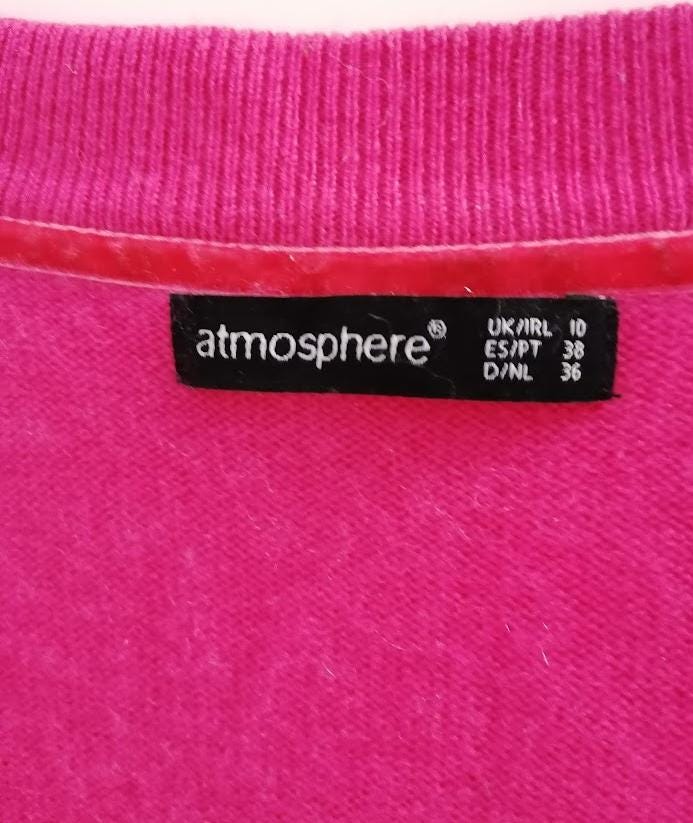 atmosphere®
UK/IRL 10
ES/PT 38
D/NL 36